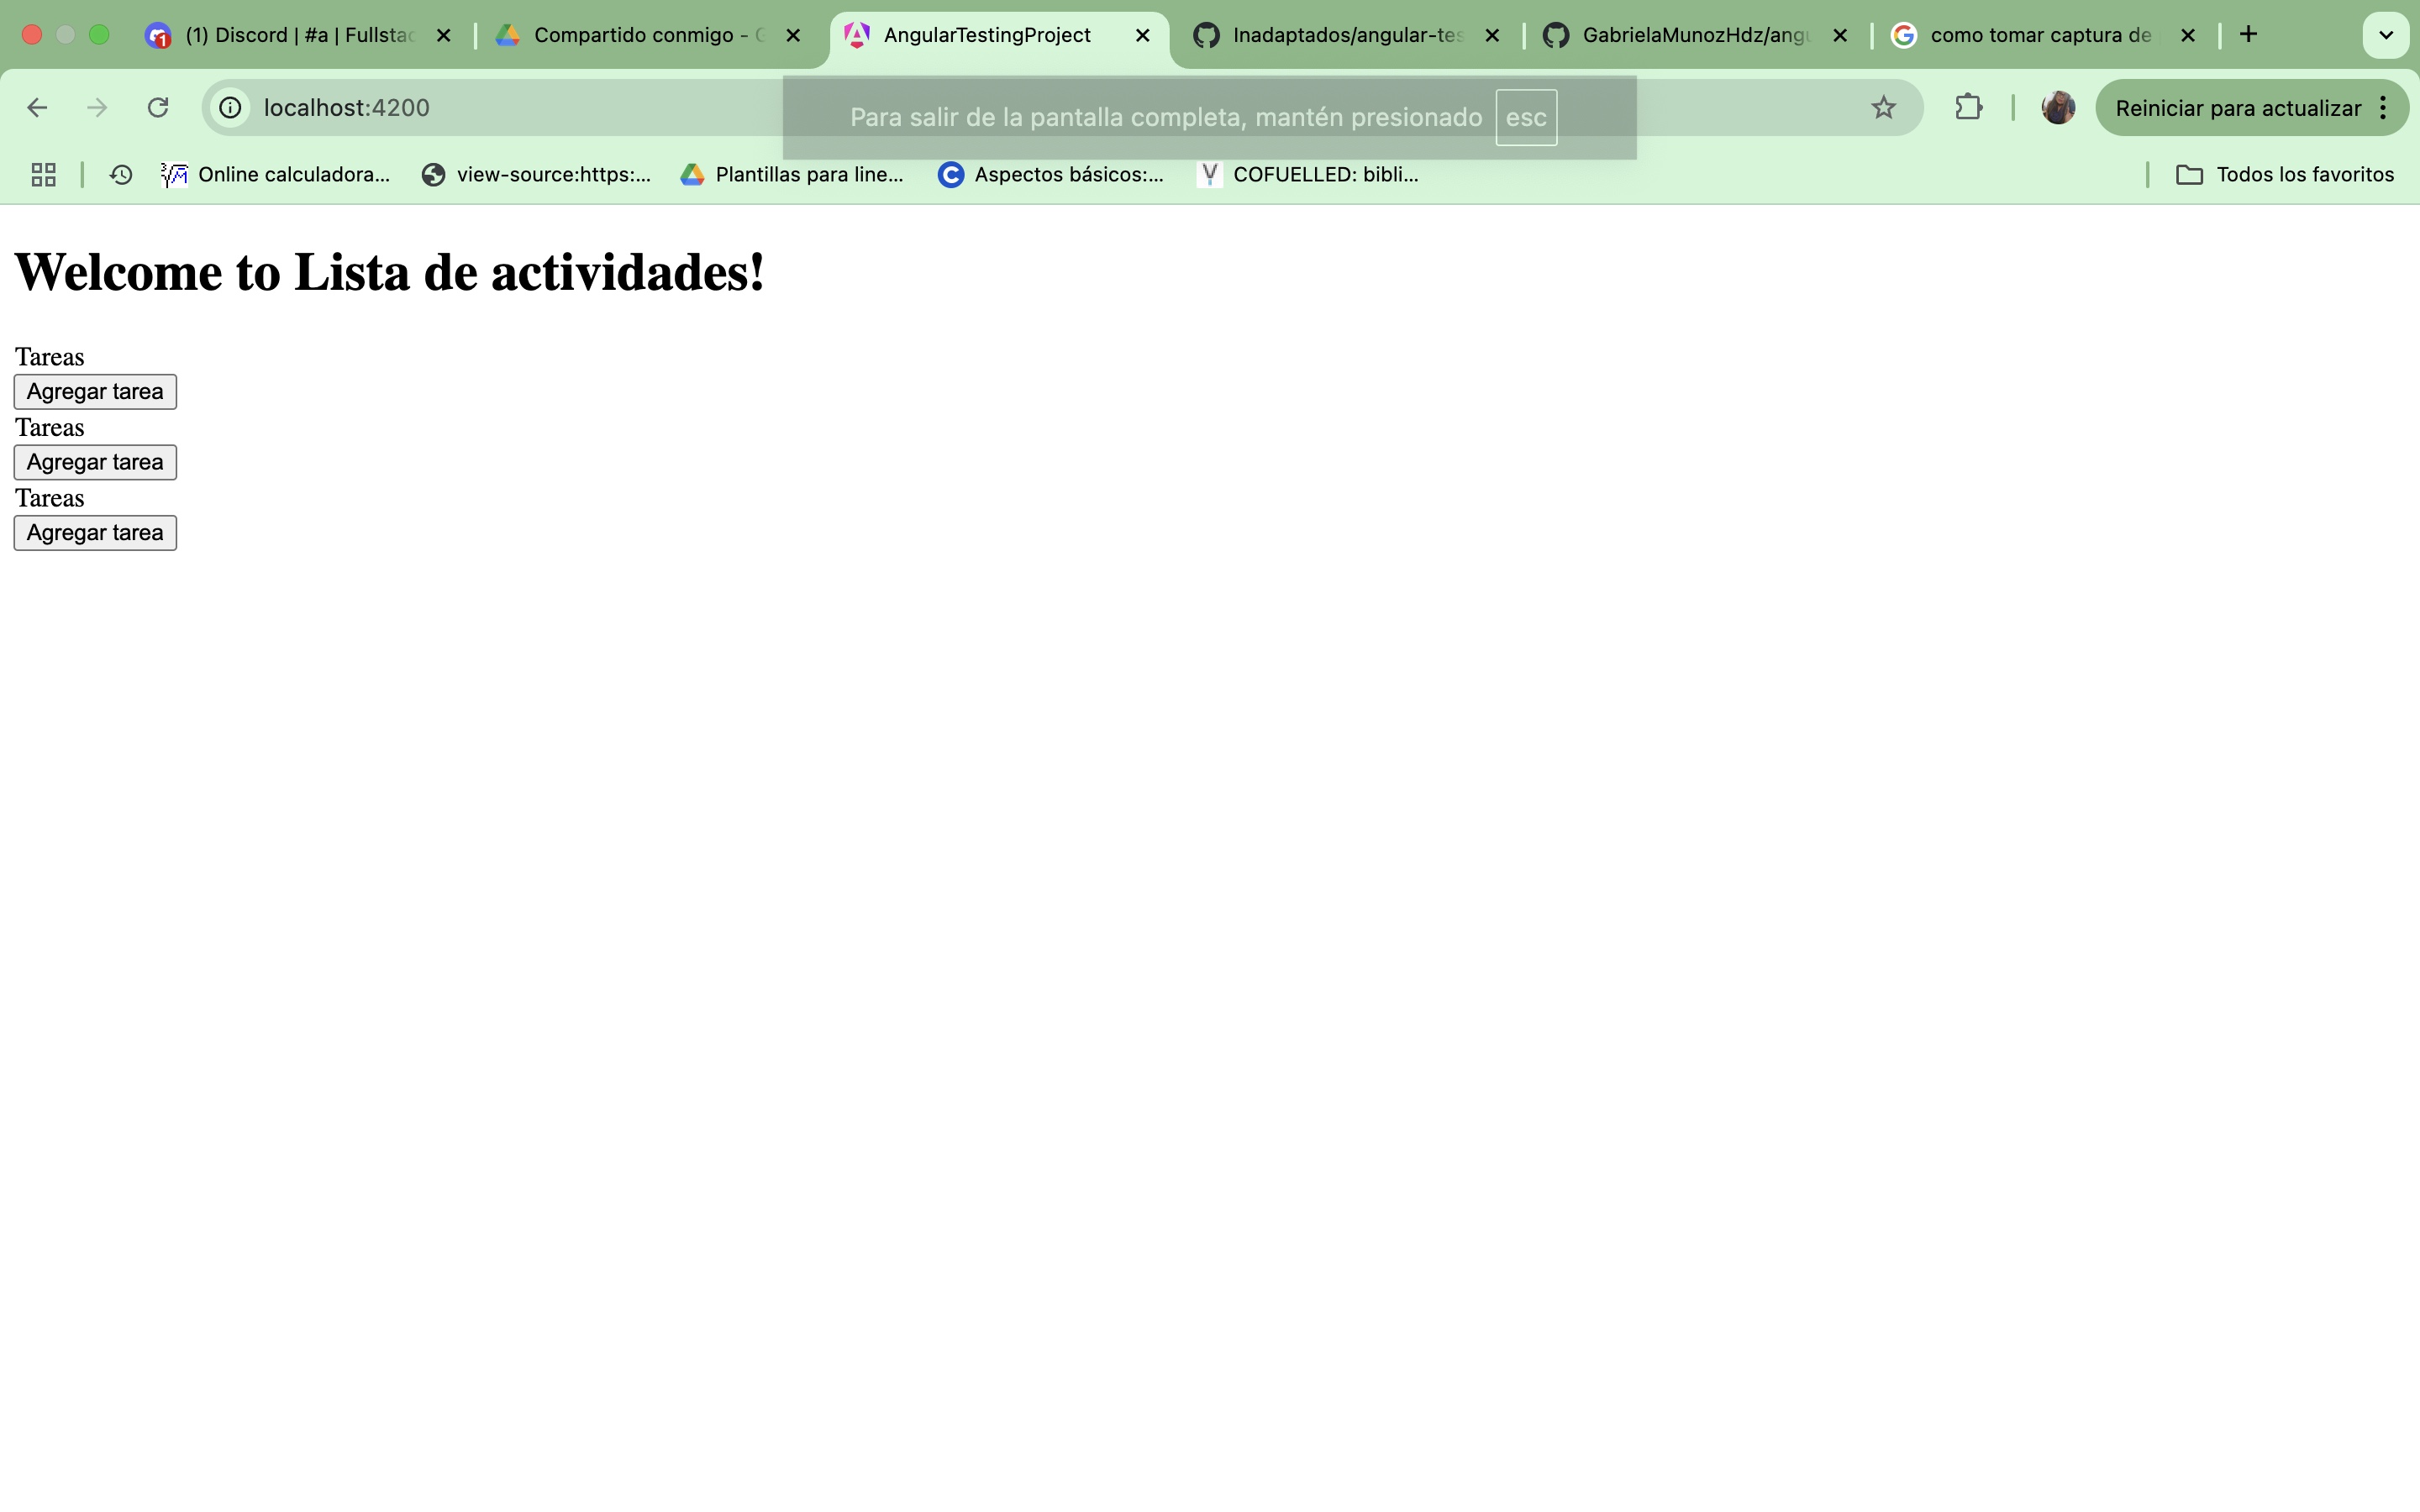 (1) Discord | #a | Fullstac
Compartido conmigo -
AngularTestingProject
Inadaptados/angular-tes
GabrielaMunozHdz/angu
como tomar captura de
localhost:4200
Para salir de la pantalla completa, mantén presionado esc
Reiniciar para actualizar
Online calculadora...
view-source:https:...
Plantillas para line...
Aspectos básicos:...
COFUELLED: bibli...
Todos los favoritos
Welcome to Lista de actividades!
Tareas
Agregar tarea
Tareas
Agregar tarea
Tareas
Agregar tarea